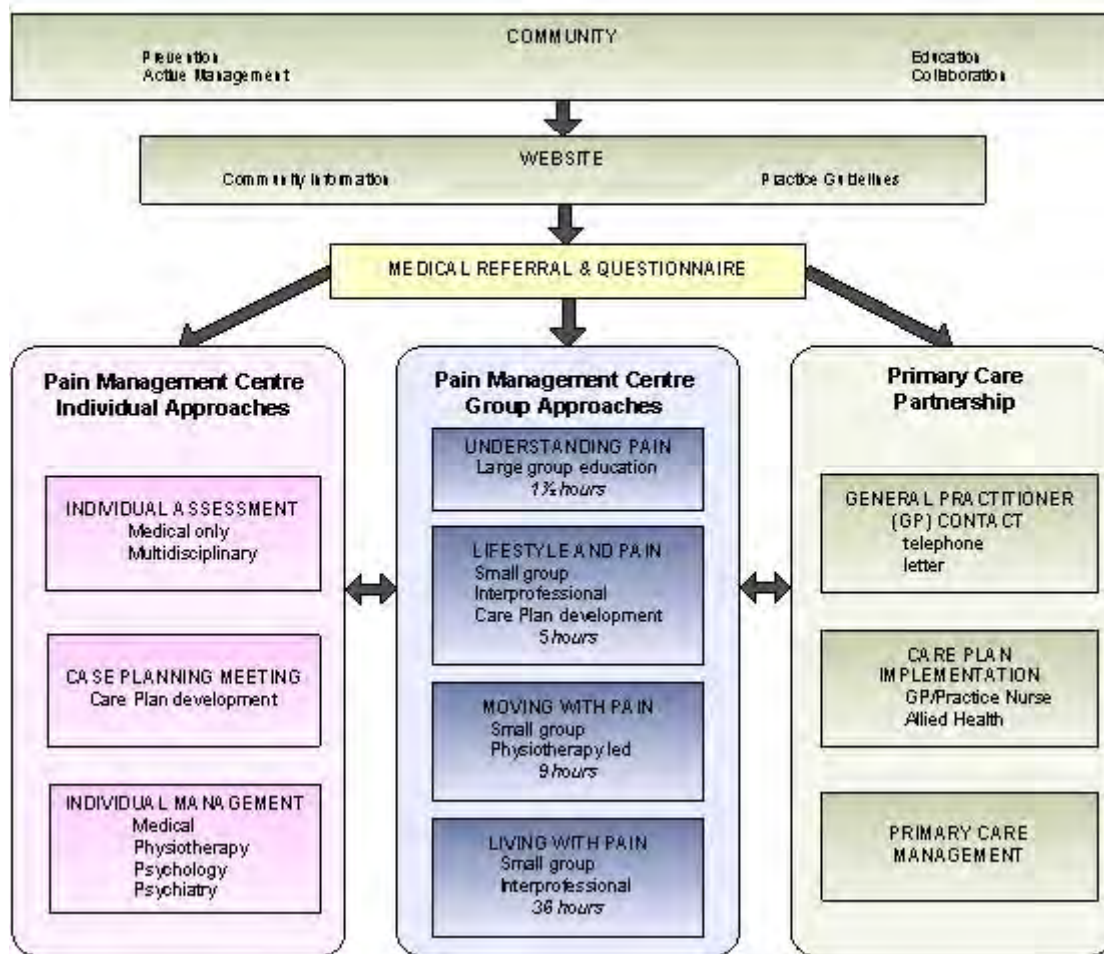 COMMUNITY
Prevention
Active Management
Education
Collaboration
WEBSITE
Community Information
Practice Guidelines
MEDICAL REFERRAL & QUESTIONNAIRE
Pain Management Centre
Individual Approaches
INDIVIDUAL ASSESSMENT
Medical only
Multidisciplinary
CASE PLANNING MEETING
Care Plan development
INDIVIDUAL MANAGEMENT
Medical
Physiotherapy
Psychology
Psychiatry
Pain Management Centre
Group Approaches
UNDERSTANDING PAIN
Large group education
1½ hours
LIFESTYLE AND PAIN
Small group
Interprofessional
Care Plan development
5 hours
MOVING WITH PAIN
Small group
Physiotherapy led
9 hours
LIVING WITH PAIN
Small group
Interprofessional
36 hours
Primary Care
Partnership
GENERAL PRACTITIONER
(GP) CONTACT
telephone
letter
CARE PLAN
IMPLEMENTATION
GP/Practice Nurse
Allied Health
PRIMARY CARE
MANAGEMENT